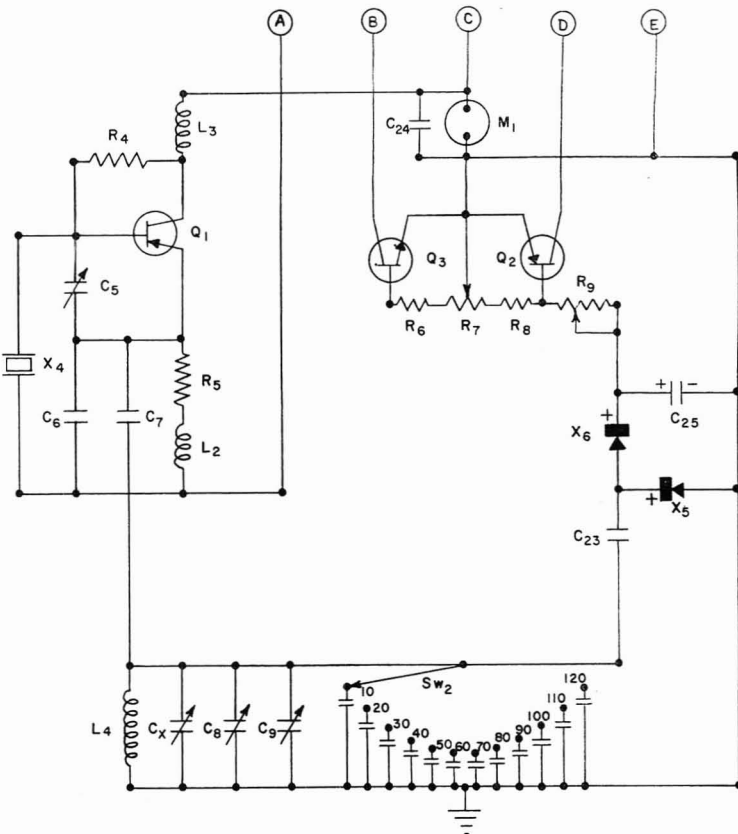 A B C D E
L3
C24 M1
R4
Q1
Q3 Q2
C5
R9
R6 R7 R8
X4
R5
+ -
C6 C7
C25
+
X6
L2
+
X5
C23
Sw2
10 20 30 40 50 60 70 80 90 100 110 120
L4 CX C8 C9